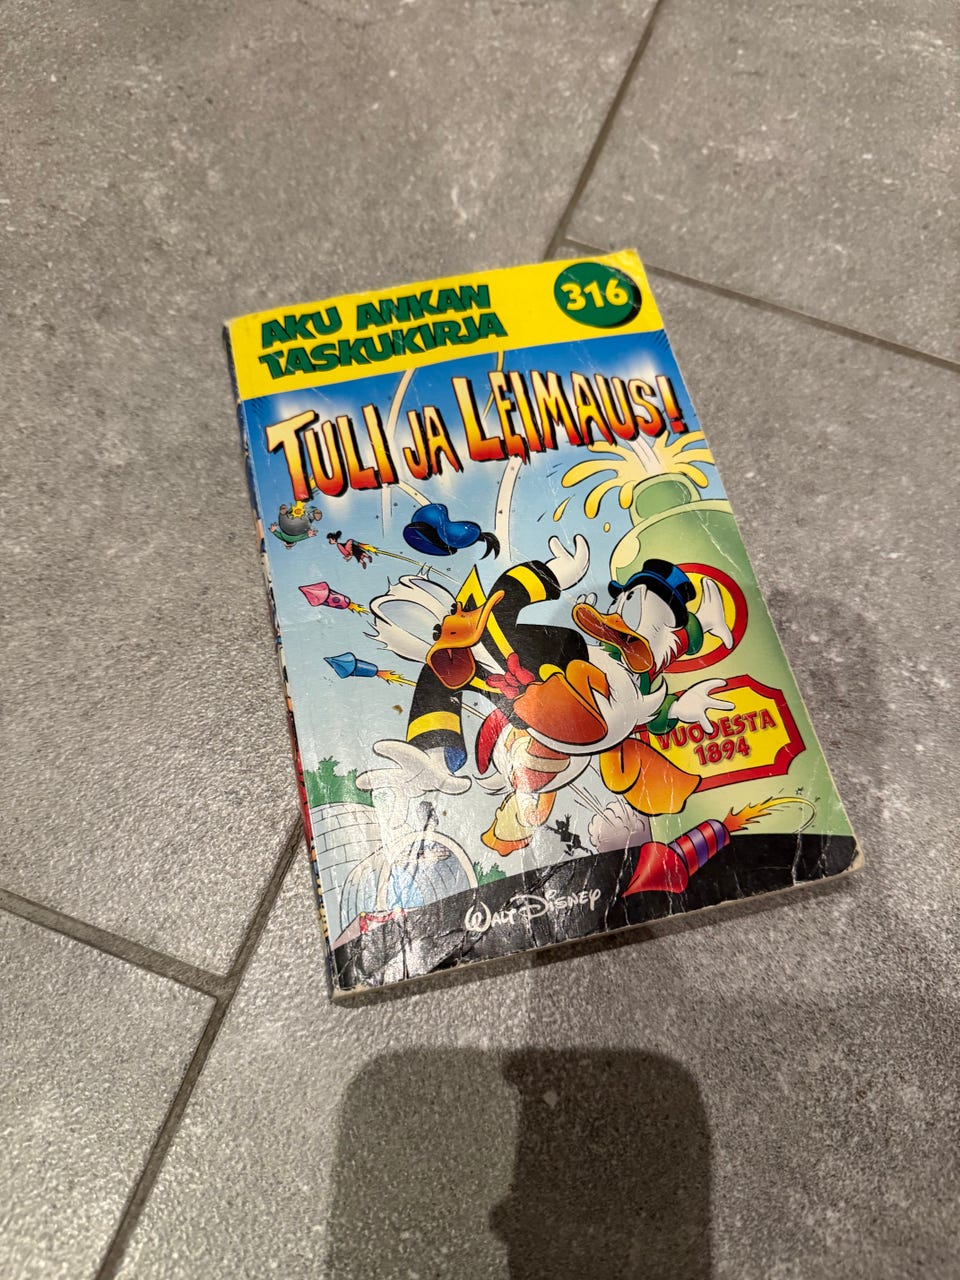 AKU ANKAN
TASKUKIRJA
316
TULI JA LEIMAUS!
VUODESTA
1894
WALT DISNEY